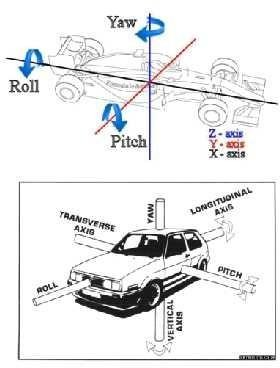 Yaw
Roll
Pitch
Z - axis
Y - axis
X - axis
YAW
LONGITUDINAL
AXIS
TRANSVERSE
AXIS
ROLL
PITCH
VERTICAL
AXIS